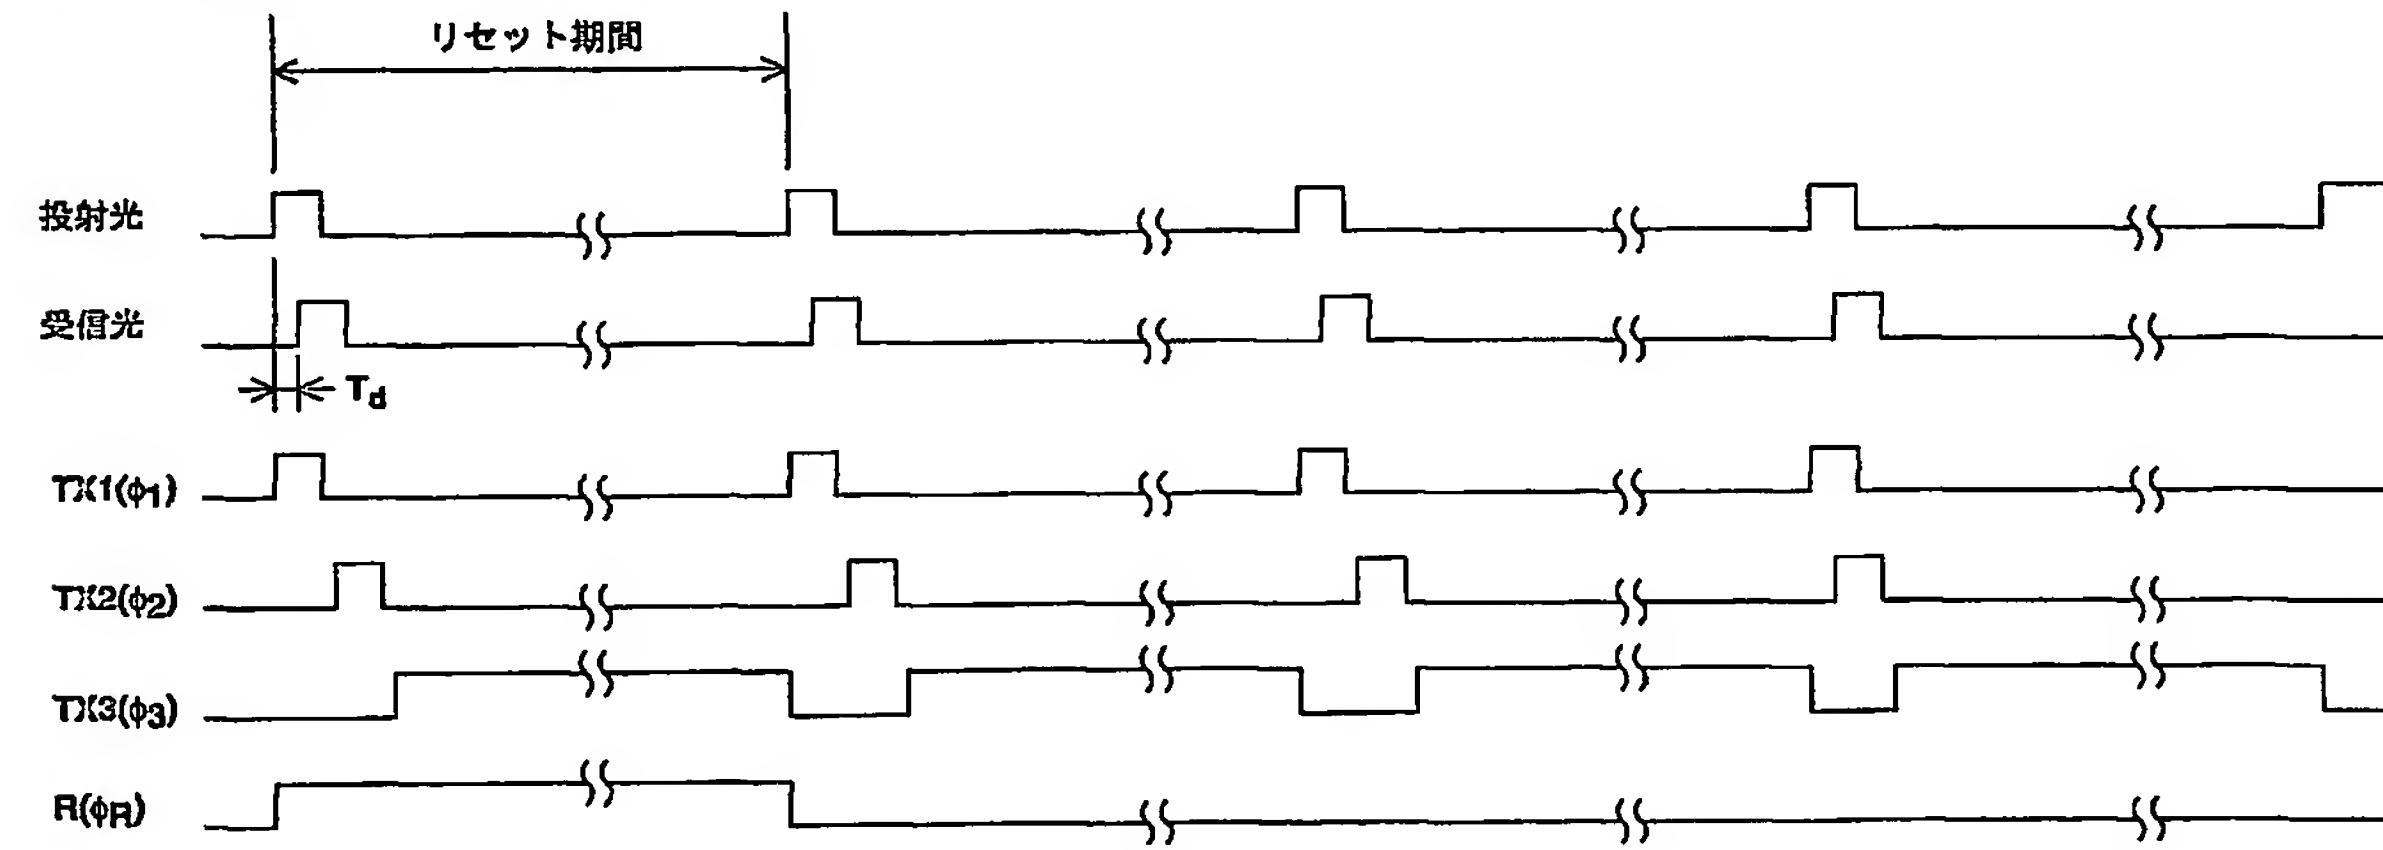 リセット期間
投射光
受信光
Td
TX1(ϕ1)
TX2(ϕ2)
TX3(ϕ3)
R(ϕR)